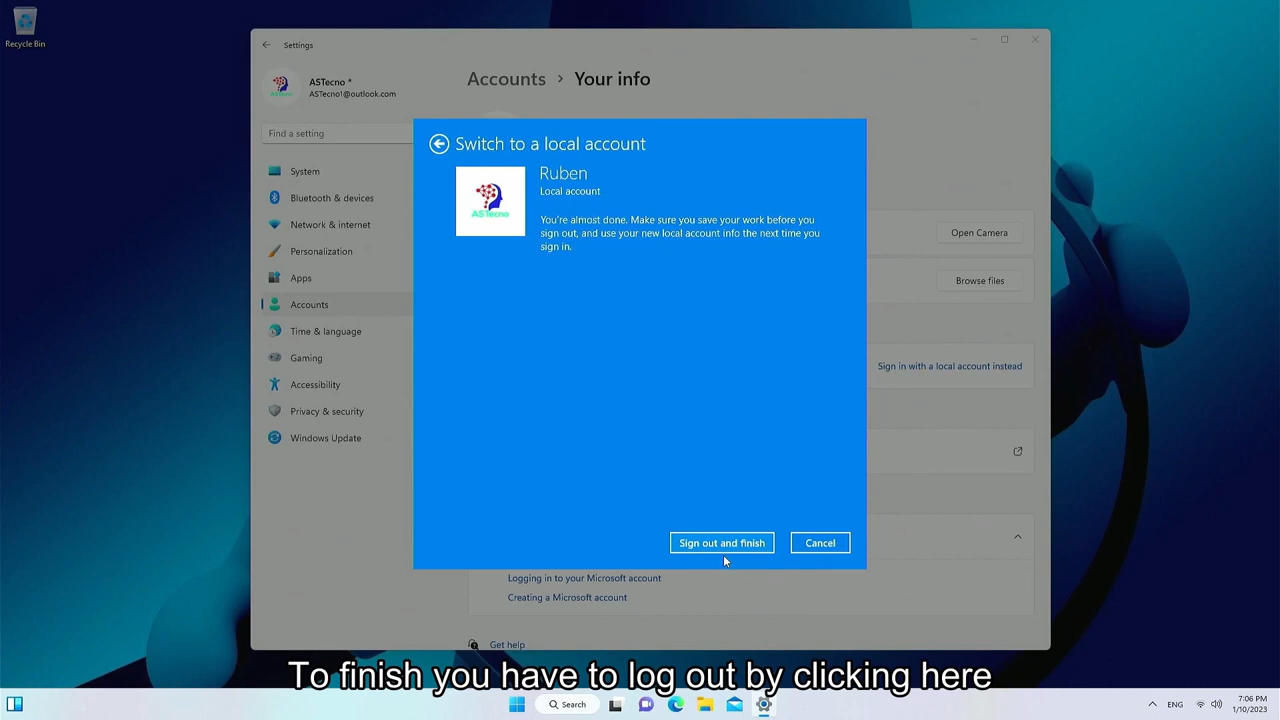 Recycle Bin
Settings
ASTecno *
ASTecno1@outlook.com
Find a setting
System
Bluetooth & devices
Network & internet
Personalization
Apps
Accounts
Time & language
Gaming
Accessibility
Privacy & security
Windows Update
Accounts > Your info
Switch to a local account
ASTecno
Ruben
Local account
You're almost done. Make sure you save your work before you
sign out, and use your new local account info the next time you
sign in.
Sign out and finish
Cancel
Open Camera
Browse files
Sign in with a local account instead
Logging in to your Microsoft account
Creating a Microsoft account
Get help
To finish you have to log out by clicking here
Search
ENG
7:06 PM
1/10/2023